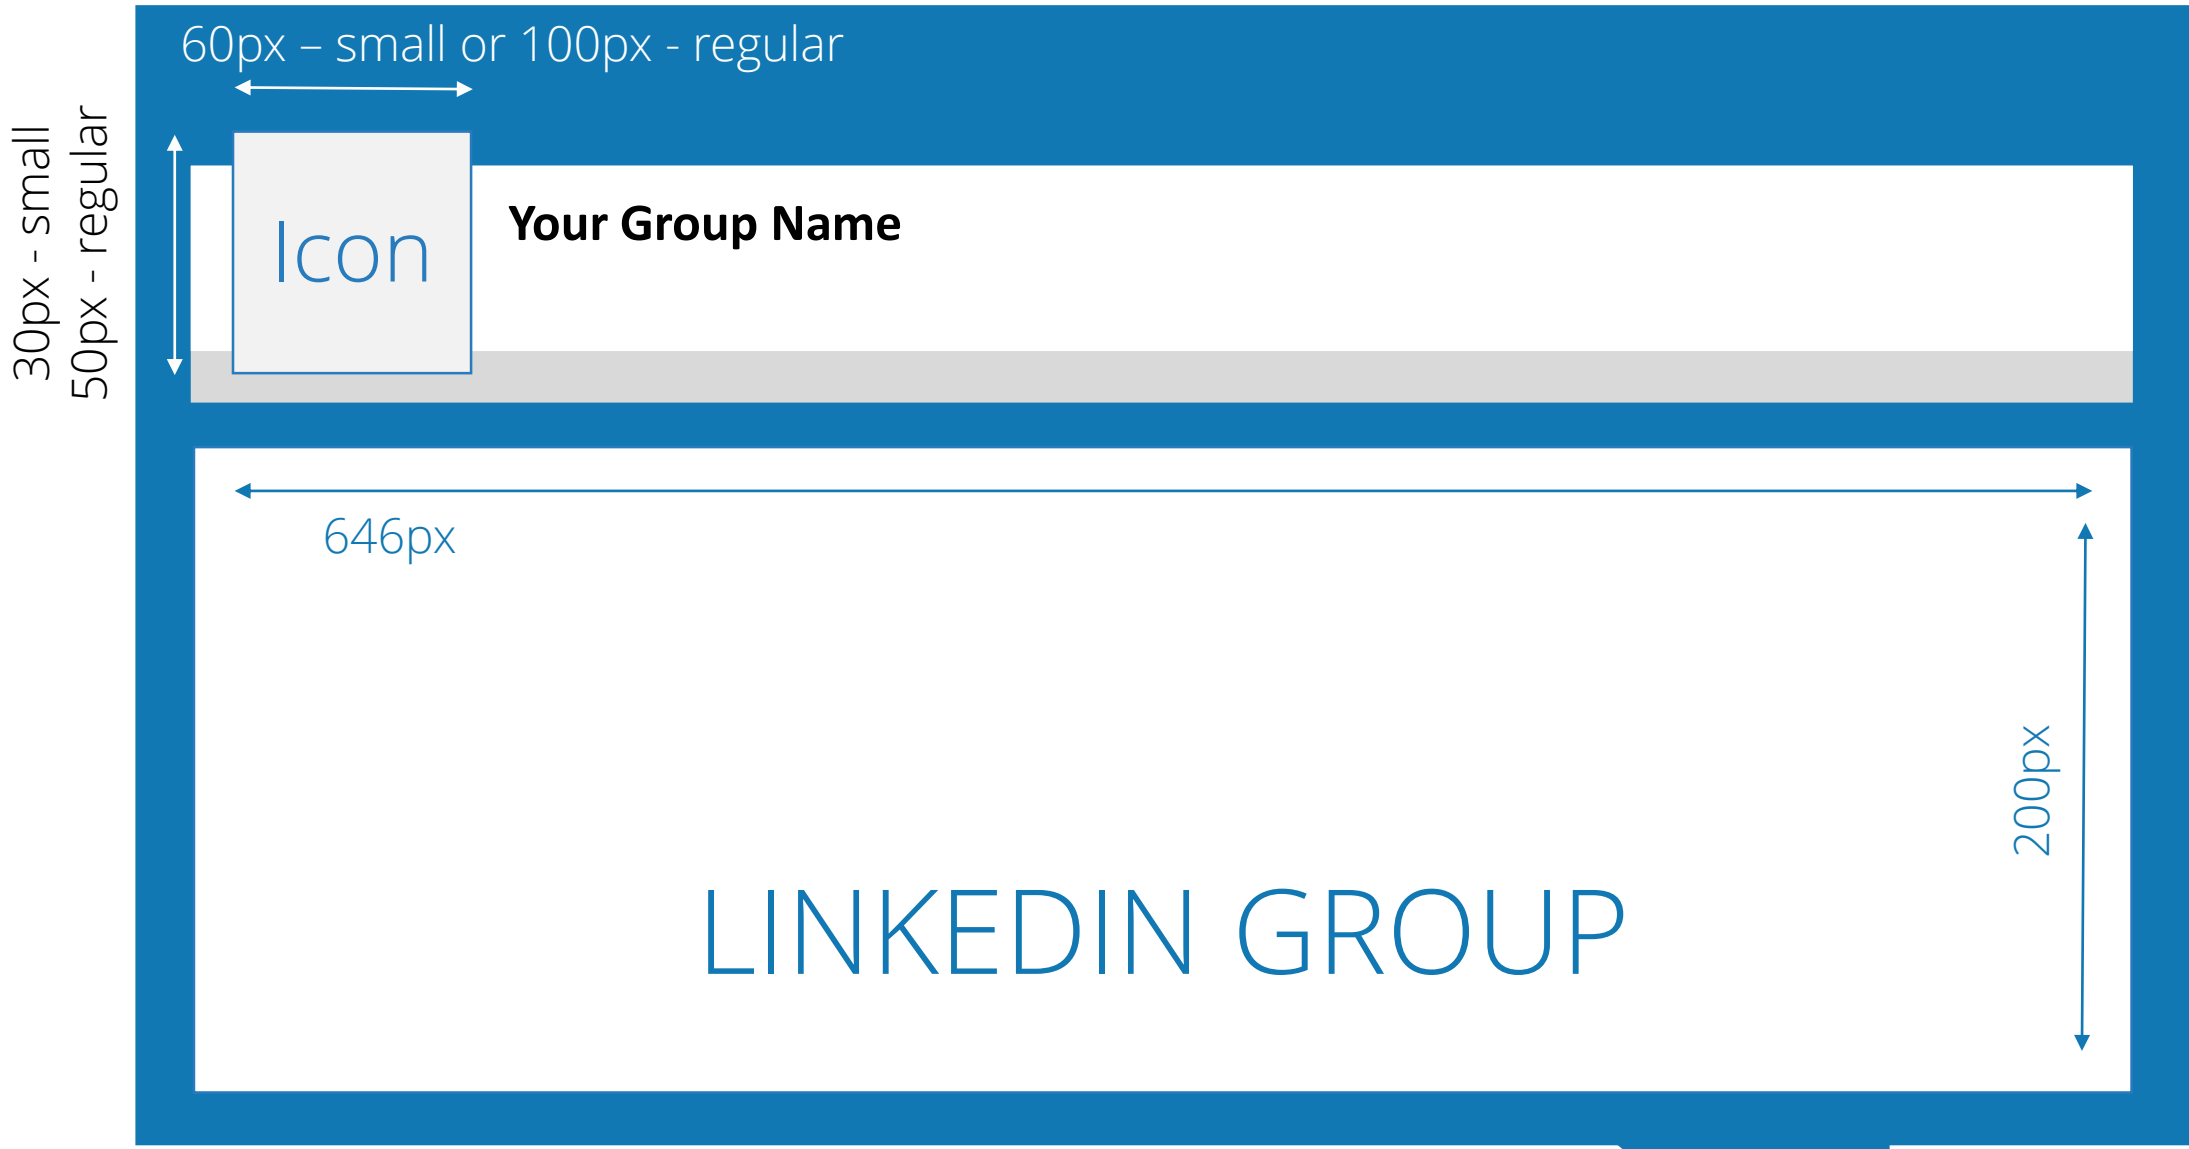 60px – small or 100px - regular
30px - small
50px - regular
Icon
Your Group Name
646px
200px
LINKEDIN GROUP